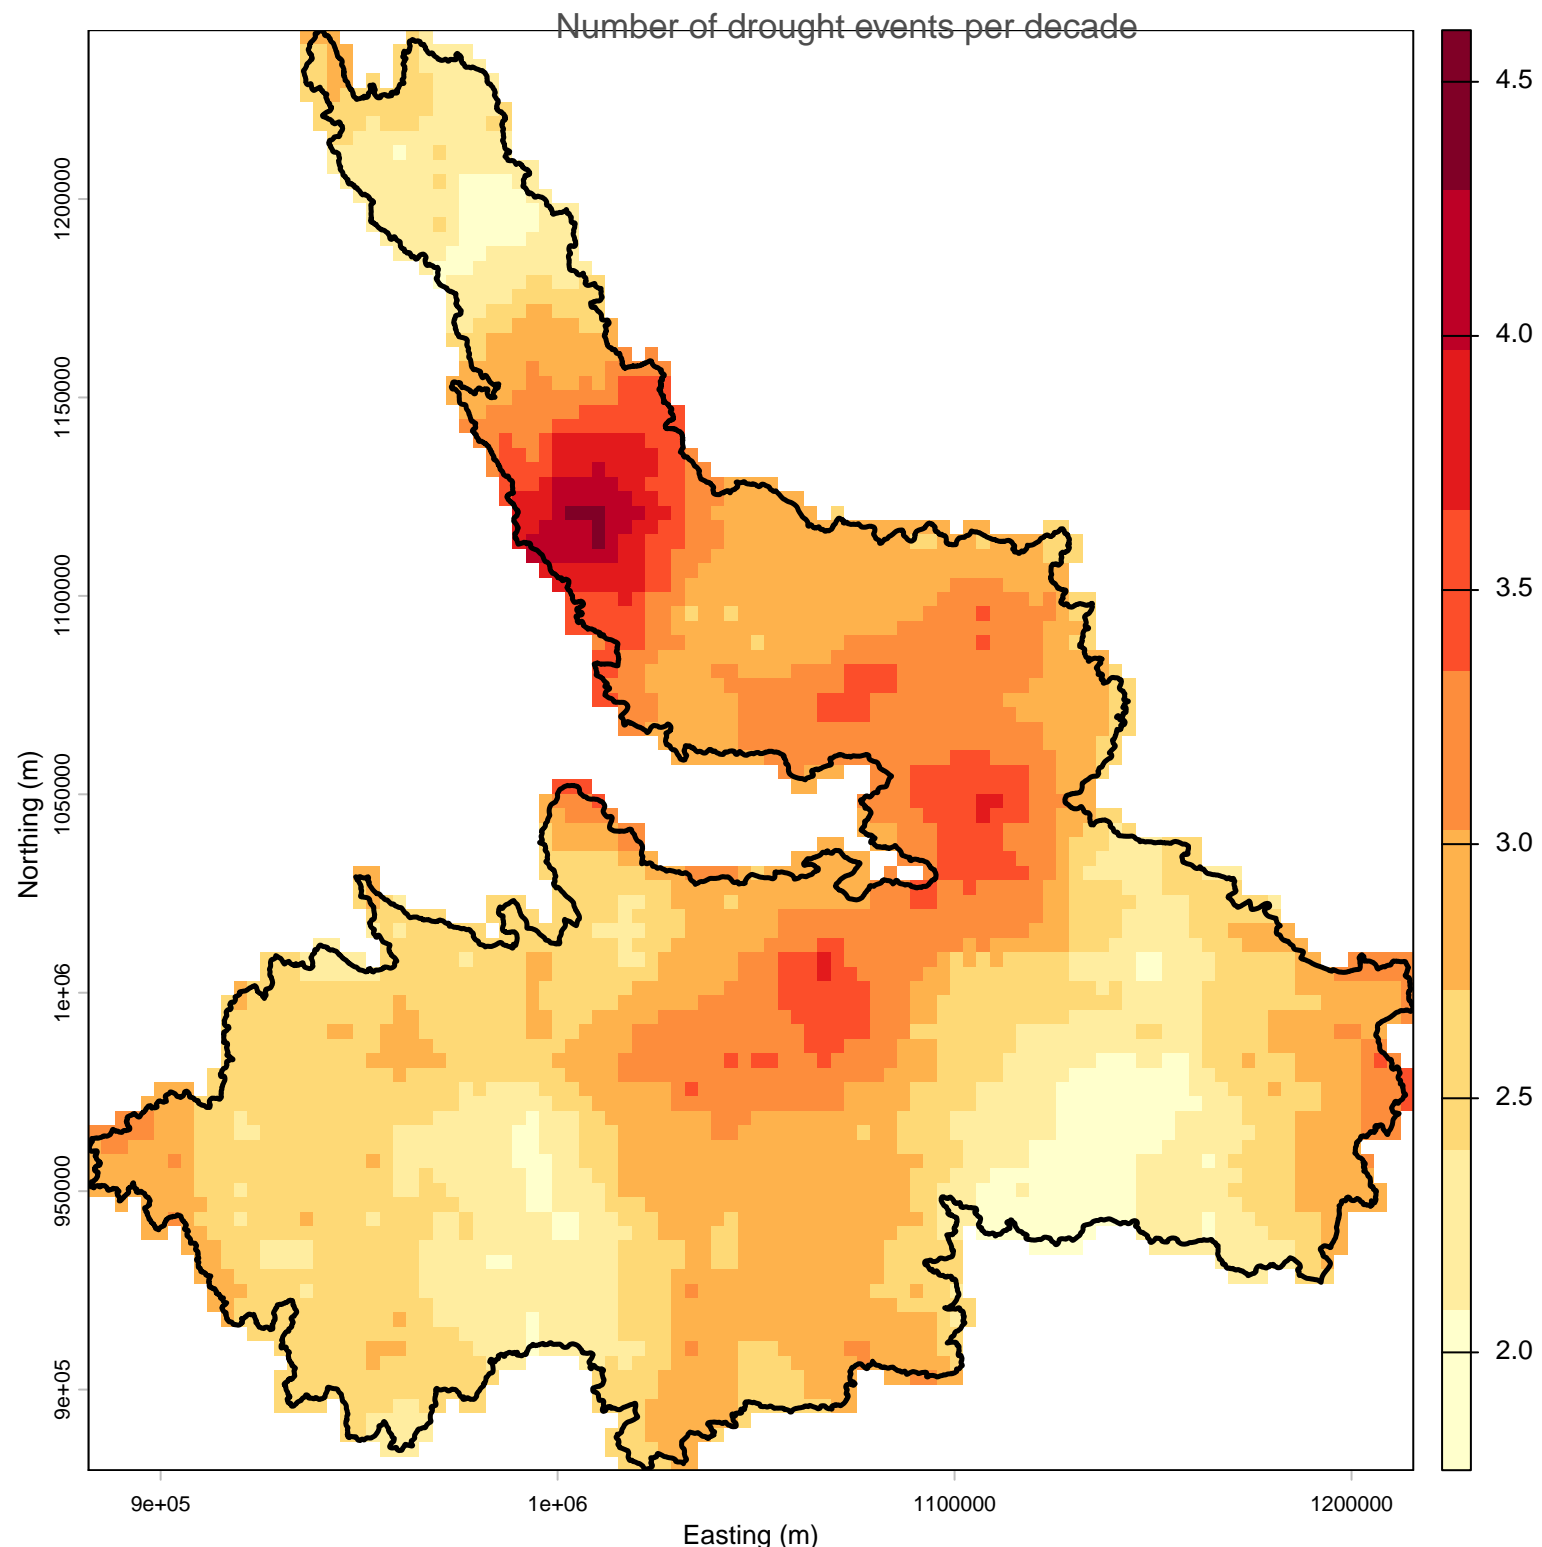 Number of drought events per decade
4.5
4.0
3.5
3.0
2.5
2.0
1200000
1150000
1100000
1050000
1e+06
950000
9e+05
Northing (m)
9e+05
1e+06
1100000
1200000
Easting (m)